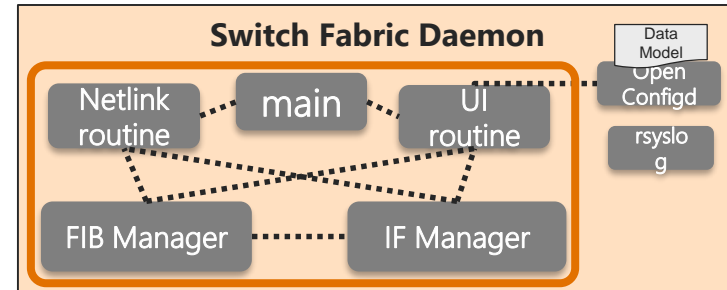 Switch Fabric Daemon
Data
Model
Open
Configd
Netlink
routine
main
UI
routine
rsyslo
g
FIB Manager
IF Manager